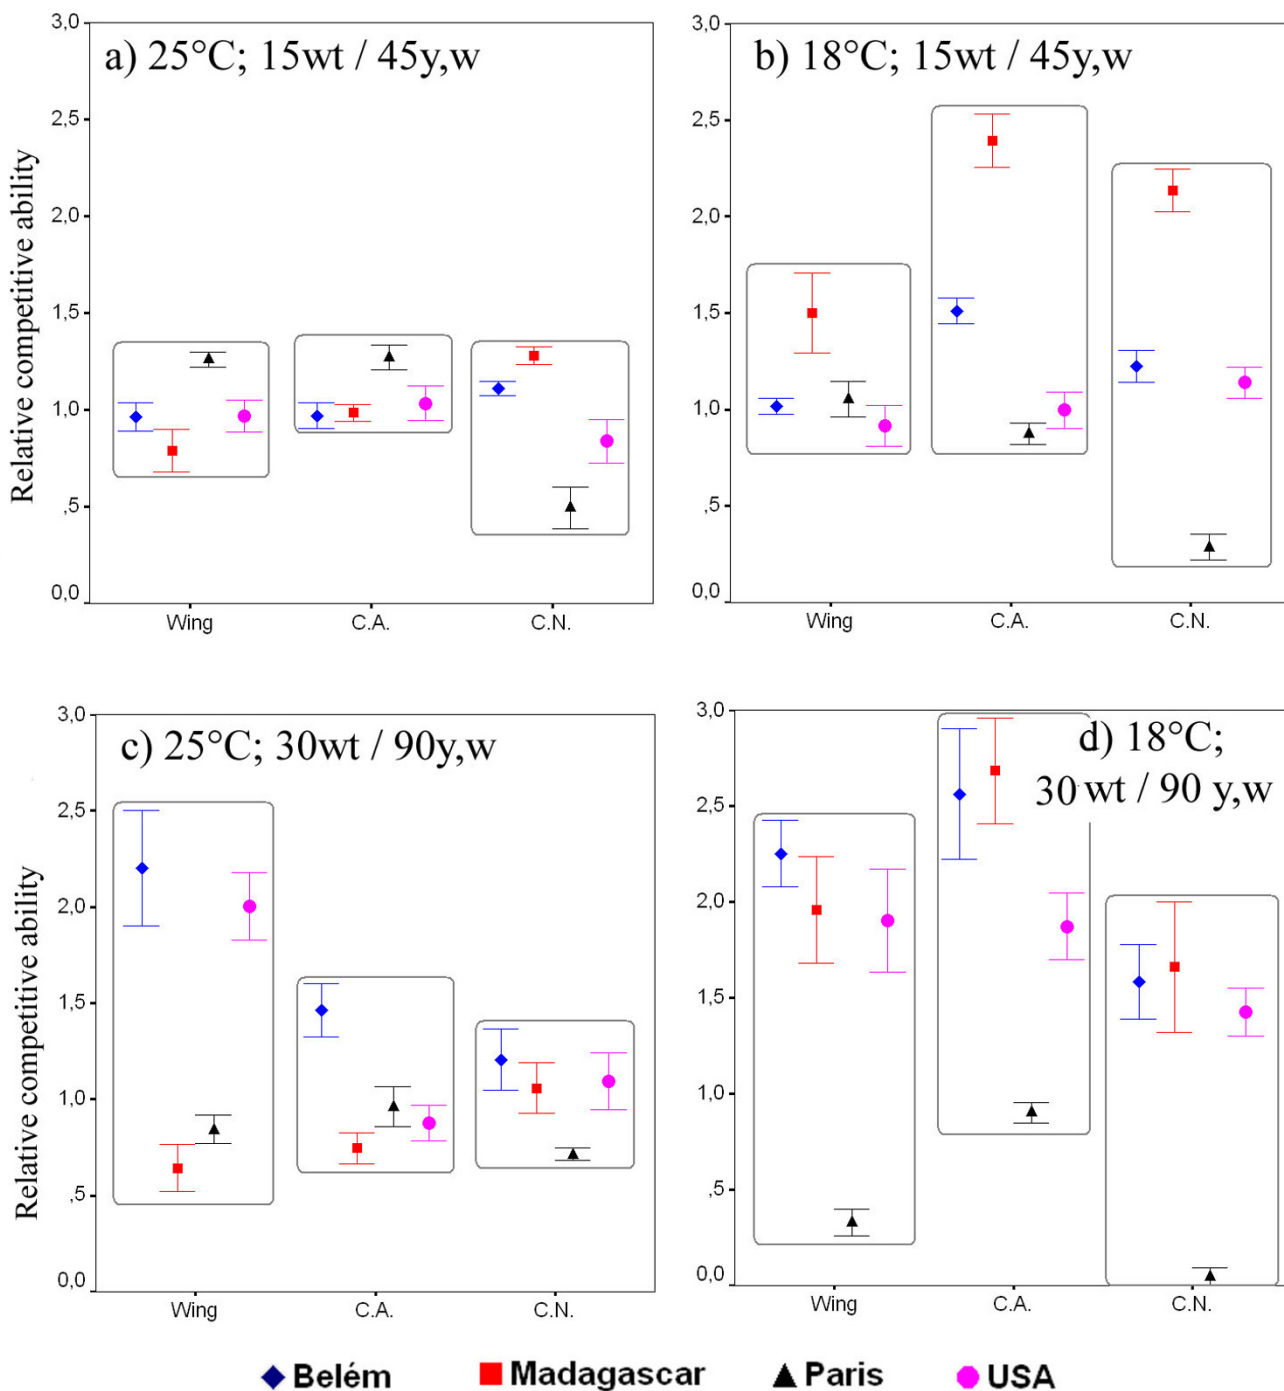 a) 25°C; 15wt / 45y,w
Relative competitive ability
3,0
2,5
2,0
1,5
1,0
,5
0,0
Wing C.A. C.N.
b) 18°C; 15wt / 45y,w
3,0
2,5
2,0
1,5
1,0
,5
0,0
Wing C.A. C.N.
c) 25°C; 30wt / 90y,w
Relative competitive ability
3,0
2,5
2,0
1,5
1,0
,5
0,0
Wing C.A. C.N.
d) 18°C;
30 wt / 90 y,w
3,0
2,5
2,0
1,5
1,0
,5
0,0
Wing C.A. C.N.
Belém Madagascar Paris USA